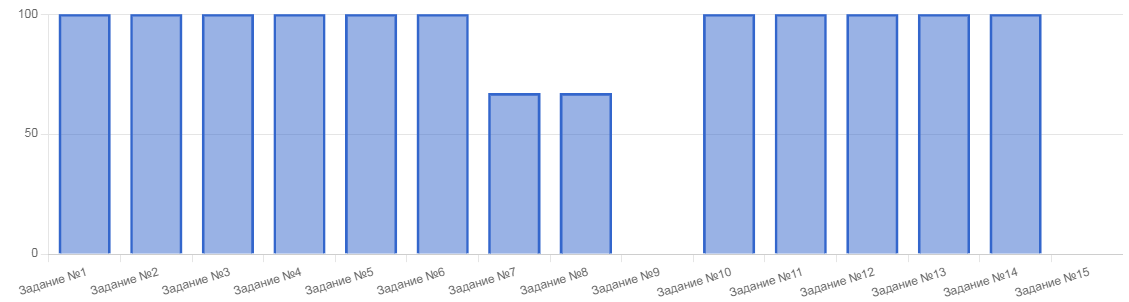 100
50
0
Задание №1
Задание №2
Задание №3
Задание №4
Задание №5
Задание №6
Задание №7
Задание №8
Задание №9
Задание №10
Задание №11
Задание №12
Задание №13
Задание №14
Задание №15